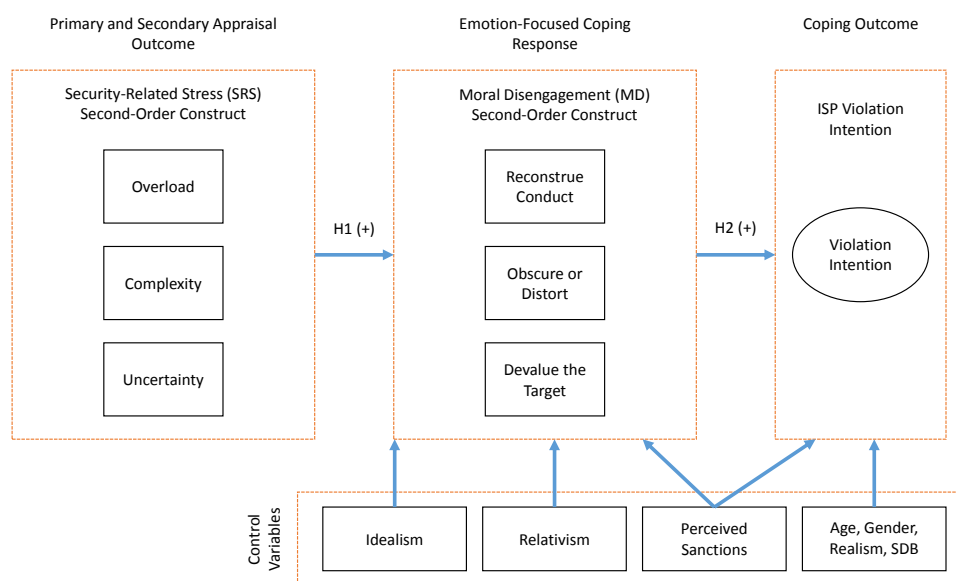 Primary and Secondary Appraisal
Outcome
Emotion-Focused Coping
Response
Coping Outcome
Security-Related Stress (SRS)
Second-Order Construct
Overload
Complexity
Uncertainty
H1 (+)
Moral Disengagement (MD)
Second-Order Construct
Reconstrue
Conduct
Obscure or
Distort
Devalue the
Target
H2 (+)
ISP Violation
Intention
Violation
Intention
Control
Variables
Idealism
Relativism
Perceived
Sanctions
Age, Gender,
Realism, SDB